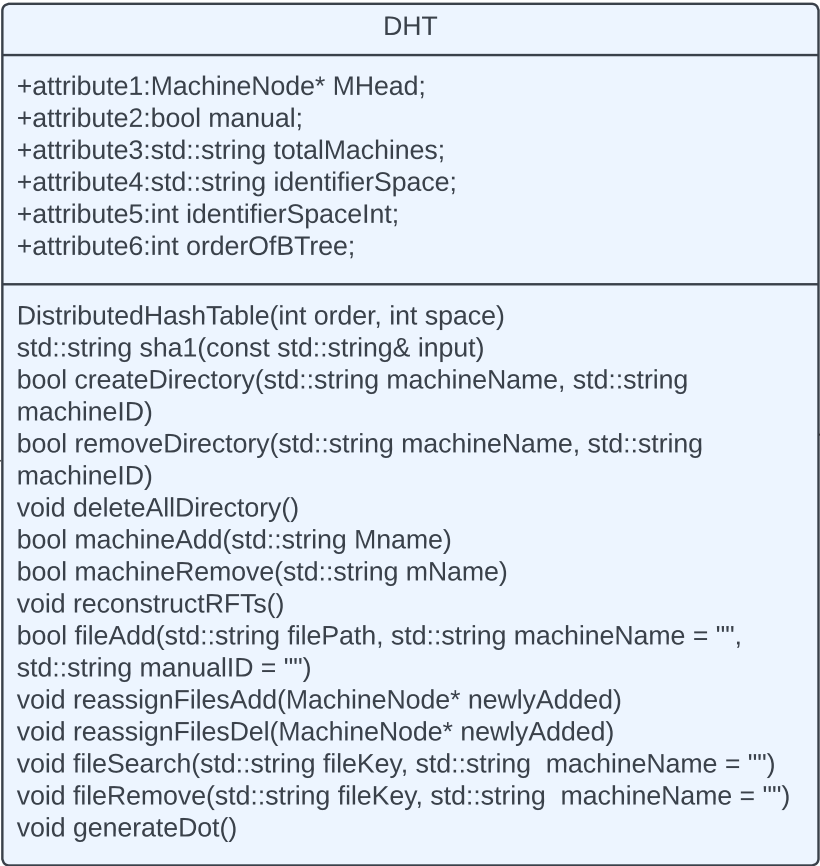 DHT
+attribute1:MachineNode* MHead;
+attribute2:bool manual;
+attribute3:std::string totalMachines;
+attribute4:std::string identifierSpace;
+attribute5:int identifierSpaceInt;
+attribute6:int orderOfBTree;
DistributedHashTable(int order, int space)
std::string sha1(const std::string& input)
bool createDirectory(std::string machineName, std::string
machineID)
bool removeDirectory(std::string machineName, std::string
machineID)
void deleteAllDirectory()
bool machineAdd(std::string Mname)
bool machineRemove(std::string mName)
void reconstructRFTs()
bool fileAdd(std::string filePath, std::string machineName = "",
std::string manualID = "")
void reassignFilesAdd(MachineNode* newlyAdded)
void reassignFilesDel(MachineNode* newlyAdded)
void fileSearch(std::string fileKey, std::string  machineName = "")
void fileRemove(std::string fileKey, std::string  machineName = "")
void generateDot()